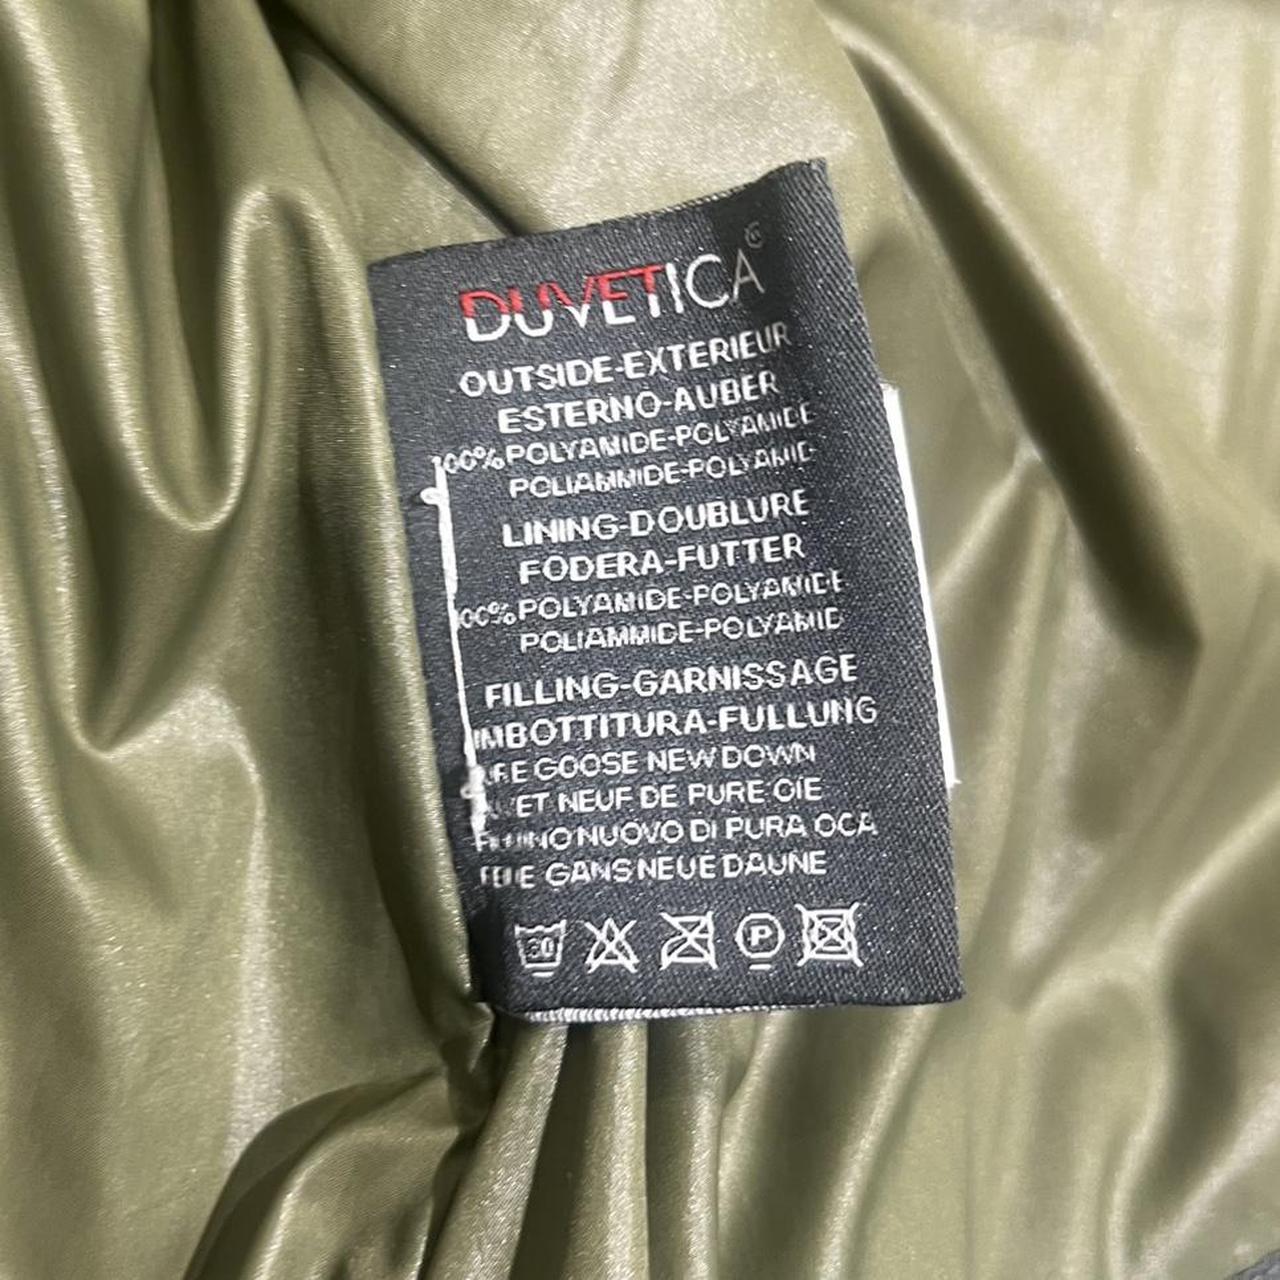 DUVETICA®
OUTSIDE-EXTERIEUR
ESTERNO-AUBER
100% POLYAMIDE-POLYAMIDE
POLIAMMIDE-POLYAMID
LINING-DOUBLURE
FODERA-FUTTER
100% POLYAMIDE-POLYAMIDE
POLIAMMIDE-POLYAMID
FILLING-GARNISSAGE
IMBOTTITURA-FULLUNG
GOOSE NEW DOWN
NEUF DE PURE OIE
NUOVO DI PURA OCA
GANS NEUE DAUNE
30 P